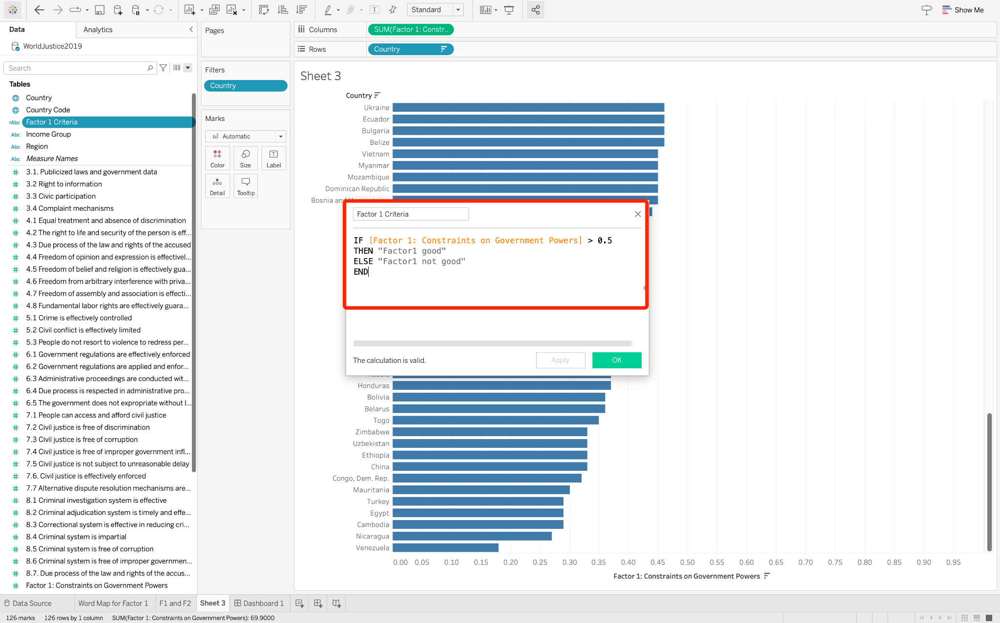 Standard
Show Me
Data
Analytics
WorldJustice2019
Search
Tables
Country
Country Code
=Abc Factor 1 Criteria
Abc Income Group
Abc Region
Abc Measure Names
3.1. Publicized laws and government data
3.2 Right to information
3.3 Civic participation
3.4 Complaint mechanisms
4.1 Equal treatment and absence of discrimination
4.2 The right to life and security of the person is eff...
4.3 Due process of the law and rights of the accused
4.4 Freedom of opinion and expression is effectivel...
4.5 Freedom of belief and religion is effectively gua...
4.6 Freedom from arbitrary interference with priva...
4.7 Freedom of assembly and association is effecti...
4.8 Fundamental labor rights are effectively guara...
5.1 Crime is effectively controlled
5.2 Civil conflict is effectively limited
5.3 People do not resort to violence to redress per...
6.1 Government regulations are effectively enforced
6.2 Government regulations are applied and enfor...
6.3 Administrative proceedings are conducted wit...
6.4 Due process is respected in administrative pro...
6.5 The government does not expropriate without l...
7.1 People can access and afford civil justice
7.2 Civil justice is free of discrimination
7.3 Civil justice is free of corruption
7.4 Civil justice is free of improper government infl...
7.5 Civil justice is not subject to unreasonable delay
7.6. Civil justice is effectively enforced
7.7 Alternative dispute resolution mechanisms are...
8.1 Criminal investigation system is effective
8.2 Criminal adjudication system is timely and effe...
8.3 Correctional system is effective in reducing cri...
8.4 Criminal system is impartial
8.5 Criminal system is free of corruption
8.6 Criminal system is free of improper governmen...
8.7. Due process of the law and rights of the accus...
Factor 1: Constraints on Government Powers
Pages
Filters
Country
Marks
Automatic
Color Size Label
Detail Tooltip
Columns SUM(Factor 1: Constr..
Rows Country
Sheet 3
Country
Ukraine
Ecuador
Bulgaria
Belize
Vietnam
Myanmar
Mozambique
Dominican Republic
Bosnia and Herzegovina
Factor 1 Criteria
IF [Factor 1: Constraints on Government Powers] > 0.5
THEN "Factor1 good"
ELSE "Factor1 not good"
END
The calculation is valid.
Apply OK
Russia
Honduras
Bolivia
Belarus
Togo
Zimbabwe
Uzbekistan
Ethiopia
China
Congo, Dem. Rep.
Mauritania
Turkey
Egypt
Cambodia
Nicaragua
Venezuela
0.00 0.05 0.10 0.15 0.20 0.25 0.30 0.35 0.40 0.45 0.50 0.55 0.60 0.65 0.70 0.75 0.80 0.85 0.90 0.95
Factor 1: Constraints on Government Powers
Data Source Word Map for Factor 1 F1 and F2 Sheet 3 Dashboard 1
126 marks 126 rows by 1 column SUM(Factor 1: Constraints on Government Powers): 69.9000